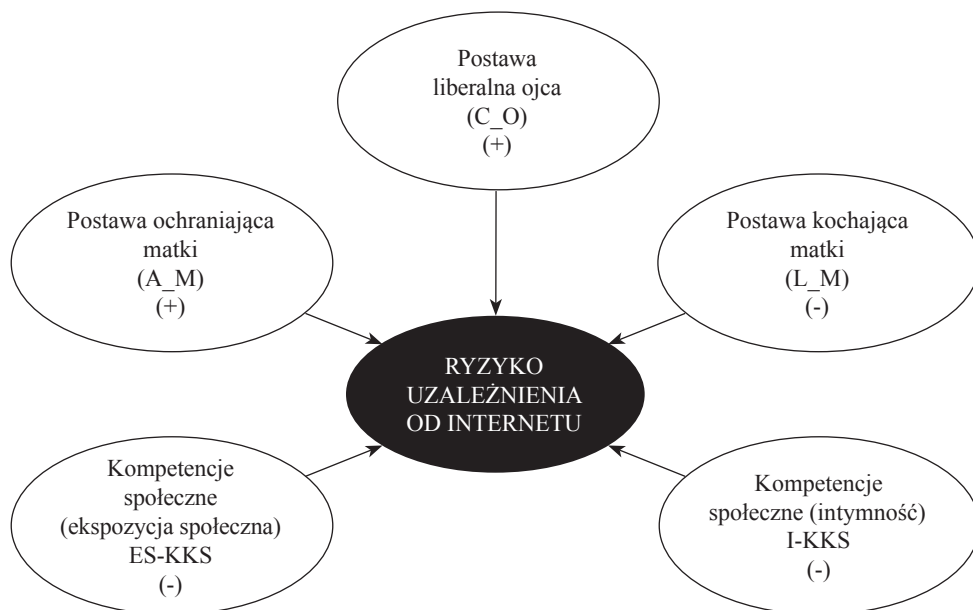 Postawa
liberalna ojca
(C_O)
(+)
Postawa ochraniająca
matki
(A_M)
(+)
Postawa kochająca
matki
(L_M)
(-)
RYZYKO
UZALEŻNIENIA
OD INTERNETU
Kompetencje
społeczne
(ekspozycja społeczna)
ES-KKS
(-)
Kompetencje
społeczne (intymność)
I-KKS
(-)